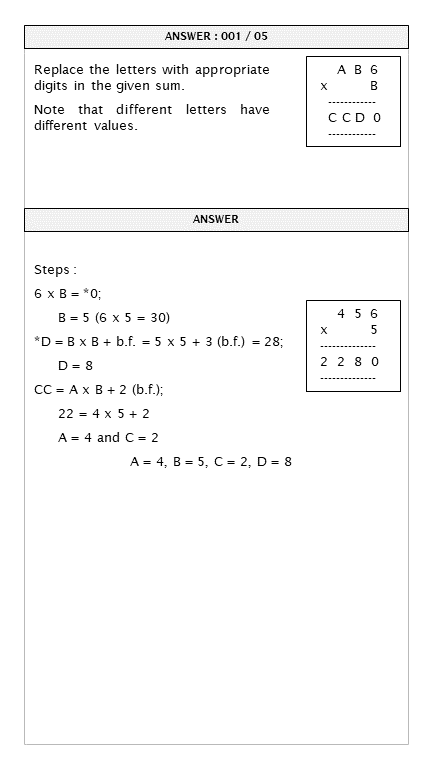 ANSWER : 001 / 05
Replace the letters with appropriate
digits in the given sum.
Note that different letters have
different values.
A B 6
x B
------------
C C D 0
------------
ANSWER
Steps :
6 x B = *0;
B = 5 (6 x 5 = 30)
*D = B x B + b.f. = 5 x 5 + 3 (b.f.) = 28;
D = 8
CC = A x B + 2 (b.f.);
22 = 4 x 5 + 2
A = 4 and C = 2
A = 4, B = 5, C = 2, D = 8
4 5 6
x 5
--------------
2 2 8 0
--------------